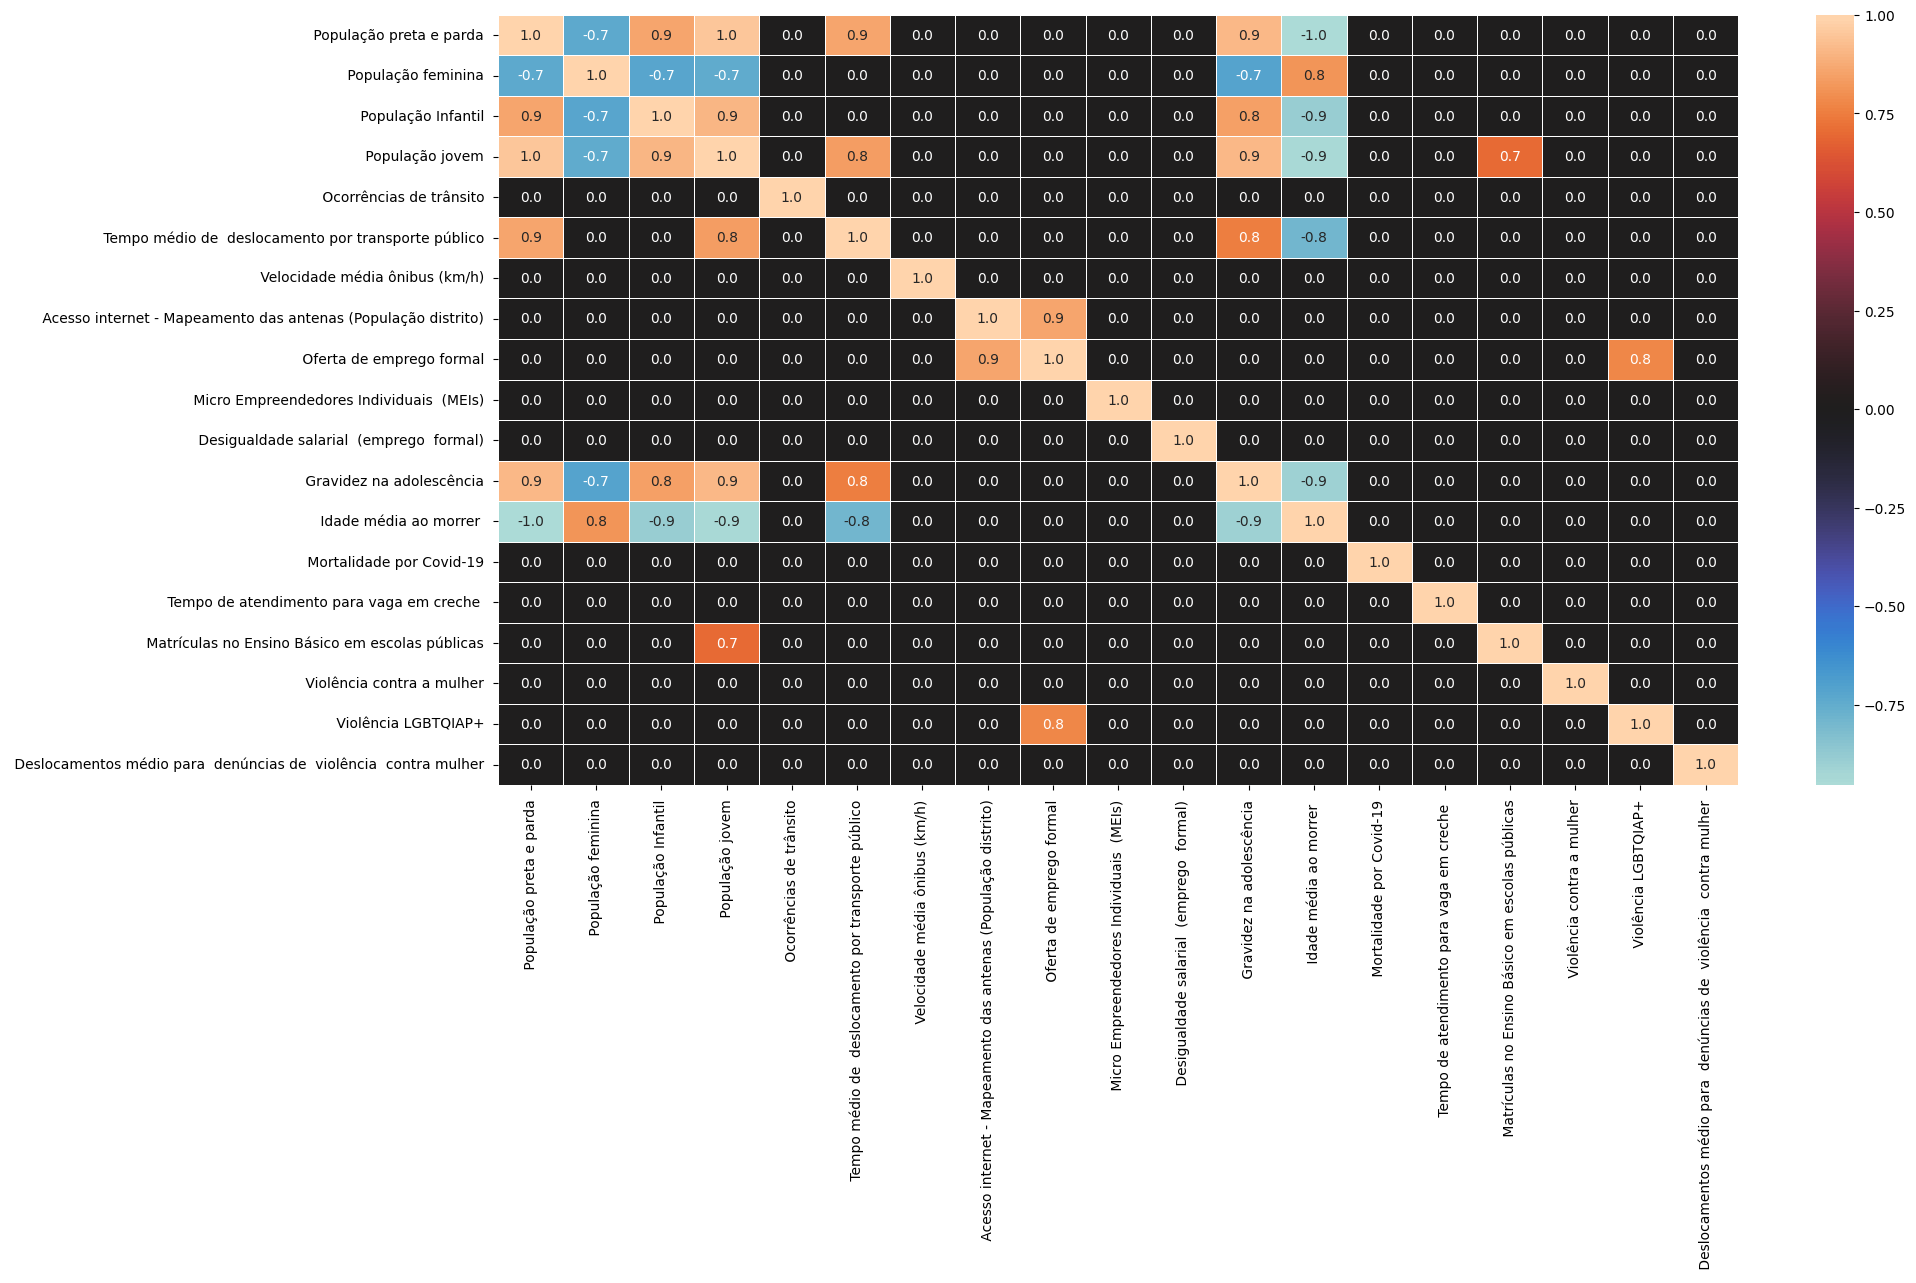 População preta e parda 1.0 -0.7 0.9 1.0 0.0 0.9 0.0 0.0 0.0 0.0 0.0 0.9 -1.0 0.0 0.0 0.0 0.0 0.0 0.0
População feminina -0.7 1.0 -0.7 -0.7 0.0 0.0 0.0 0.0 0.0 0.0 0.0 -0.7 0.8 0.0 0.0 0.0 0.0 0.0 0.0
População Infantil 0.9 -0.7 1.0 0.9 0.0 0.0 0.0 0.0 0.0 0.0 0.0 0.8 -0.9 0.0 0.0 0.0 0.0 0.0 0.0
População jovem 1.0 -0.7 0.9 1.0 0.0 0.8 0.0 0.0 0.0 0.0 0.0 0.9 -0.9 0.0 0.0 0.7 0.0 0.0 0.0
Ocorrências de trânsito 0.0 0.0 0.0 0.0 1.0 0.0 0.0 0.0 0.0 0.0 0.0 0.0 0.0 0.0 0.0 0.0 0.0 0.0 0.0
Tempo médio de  deslocamento por transporte público 0.9 0.0 0.0 0.8 0.0 1.0 0.0 0.0 0.0 0.0 0.0 0.8 -0.8 0.0 0.0 0.0 0.0 0.0 0.0
Velocidade média ônibus (km/h) 0.0 0.0 0.0 0.0 0.0 0.0 1.0 0.0 0.0 0.0 0.0 0.0 0.0 0.0 0.0 0.0 0.0 0.0 0.0
Acesso internet - Mapeamento das antenas (População distrito) 0.0 0.0 0.0 0.0 0.0 0.0 0.0 1.0 0.9 0.0 0.0 0.0 0.0 0.0 0.0 0.0 0.0 0.0 0.0
Oferta de emprego formal 0.0 0.0 0.0 0.0 0.0 0.0 0.0 0.9 1.0 0.0 0.0 0.0 0.0 0.0 0.0 0.0 0.0 0.8 0.0
Micro Empreendedores Individuais  (MEIs) 0.0 0.0 0.0 0.0 0.0 0.0 0.0 0.0 0.0 1.0 0.0 0.0 0.0 0.0 0.0 0.0 0.0 0.0 0.0
Desigualdade salarial  (emprego  formal) 0.0 0.0 0.0 0.0 0.0 0.0 0.0 0.0 0.0 0.0 1.0 0.0 0.0 0.0 0.0 0.0 0.0 0.0 0.0
Gravidez na adolescência 0.9 -0.7 0.8 0.9 0.0 0.8 0.0 0.0 0.0 0.0 0.0 1.0 -0.9 0.0 0.0 0.0 0.0 0.0 0.0
Idade média ao morrer -1.0 0.8 -0.9 -0.9 0.0 -0.8 0.0 0.0 0.0 0.0 0.0 -0.9 1.0 0.0 0.0 0.0 0.0 0.0 0.0
Mortalidade por Covid-19 0.0 0.0 0.0 0.0 0.0 0.0 0.0 0.0 0.0 0.0 0.0 0.0 0.0 1.0 0.0 0.0 0.0 0.0 0.0
Tempo de atendimento para vaga em creche 0.0 0.0 0.0 0.0 0.0 0.0 0.0 0.0 0.0 0.0 0.0 0.0 0.0 0.0 1.0 0.0 0.0 0.0 0.0
Matrículas no Ensino Básico em escolas públicas 0.0 0.0 0.0 0.7 0.0 0.0 0.0 0.0 0.0 0.0 0.0 0.0 0.0 0.0 0.0 1.0 0.0 0.0 0.0
Violência contra a mulher 0.0 0.0 0.0 0.0 0.0 0.0 0.0 0.0 0.0 0.0 0.0 0.0 0.0 0.0 0.0 0.0 1.0 0.0 0.0
Violência LGBTQIAP+ 0.0 0.0 0.0 0.0 0.0 0.0 0.0 0.0 0.8 0.0 0.0 0.0 0.0 0.0 0.0 0.0 0.0 1.0 0.0
Deslocamentos médio para  denúncias de  violência  contra mulher 0.0 0.0 0.0 0.0 0.0 0.0 0.0 0.0 0.0 0.0 0.0 0.0 0.0 0.0 0.0 0.0 0.0 0.0 1.0
População preta e parda
População feminina
População Infantil
População jovem
Ocorrências de trânsito
Tempo médio de  deslocamento por transporte público
Velocidade média ônibus (km/h)
Acesso internet - Mapeamento das antenas (População distrito)
Oferta de emprego formal
Micro Empreendedores Individuais  (MEIs)
Desigualdade salarial  (emprego  formal)
Gravidez na adolescência
Idade média ao morrer
Mortalidade por Covid-19
Tempo de atendimento para vaga em creche
Matrículas no Ensino Básico em escolas públicas
Violência contra a mulher
Violência LGBTQIAP+
Deslocamentos médio para  denúncias de  violência  contra mulher
1.00
0.75
0.50
0.25
0.00
−0.25
−0.50
−0.75